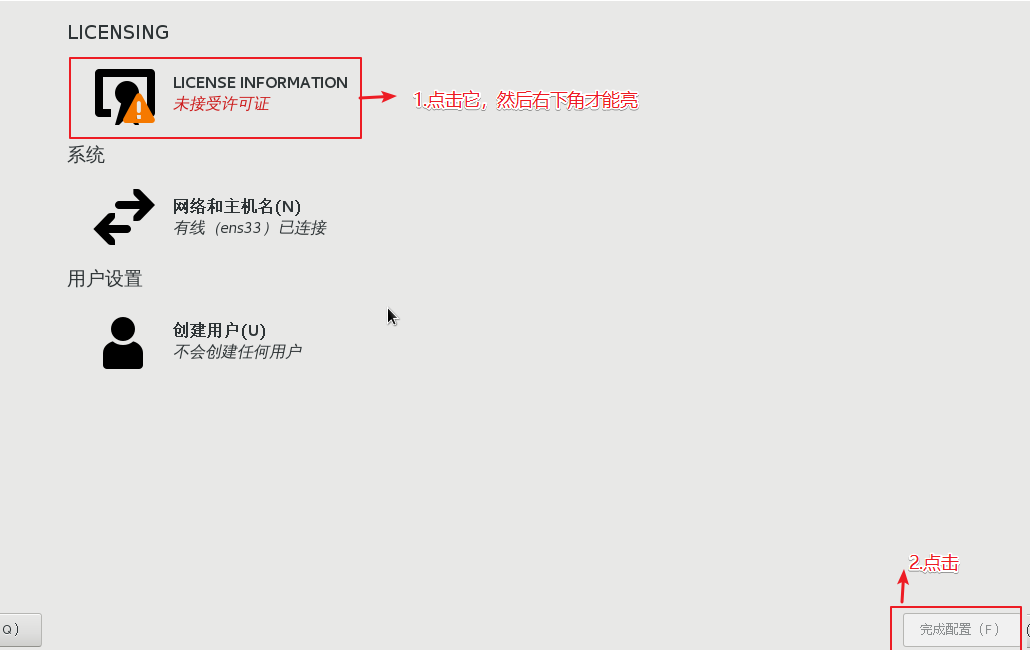 LICENSING
LICENSE INFORMATION
未接受许可证
1.点击它，然后右下角才能亮
系统
网络和主机名(N)
有线（ens33）已连接
用户设置
创建用户(U)
不会创建任何用户
2.点击
Q)
完成配置（F）
(